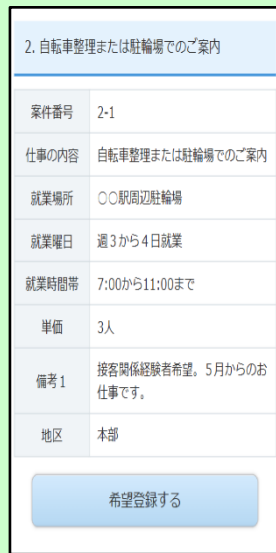 2. 自転車整理または駐輪場でのご案内
案件番号 2-1
仕事の内容 自転車整理または駐輪場でのご案内
就業場所 ○○駅周辺駐輪場
就業曜日 週３から４日就業
就業時間帯 7:00から11:00まで
単価 3人
備考１ 接客関係経験者希望。５月からのお
仕事です。
地区 本部
希望登録する